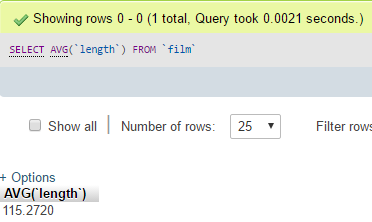 Showing rows 0 - 0 (1 total, Query took 0.0021 seconds.)
SELECT AVG(`length`) FROM `film`
Show all Number of rows: 25 Filter rows
+ Options
AVG(`length`)
115.2720